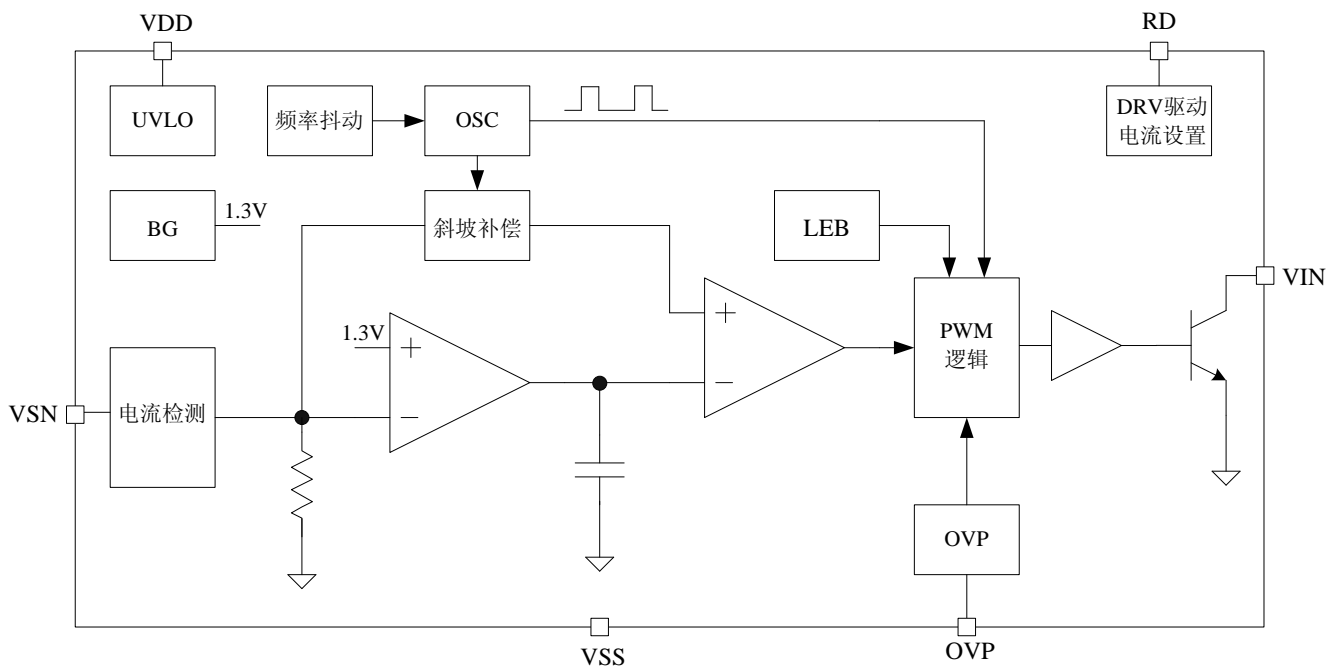 VDD
RD
UVLO
频率抖动
OSC
DRV驱动
电流设置
BG
1.3V
斜坡补偿
LEB
VIN
1.3V
+
+
PWM
逻辑
−
VSN
电流检测
−
OVP
VSS
OVP